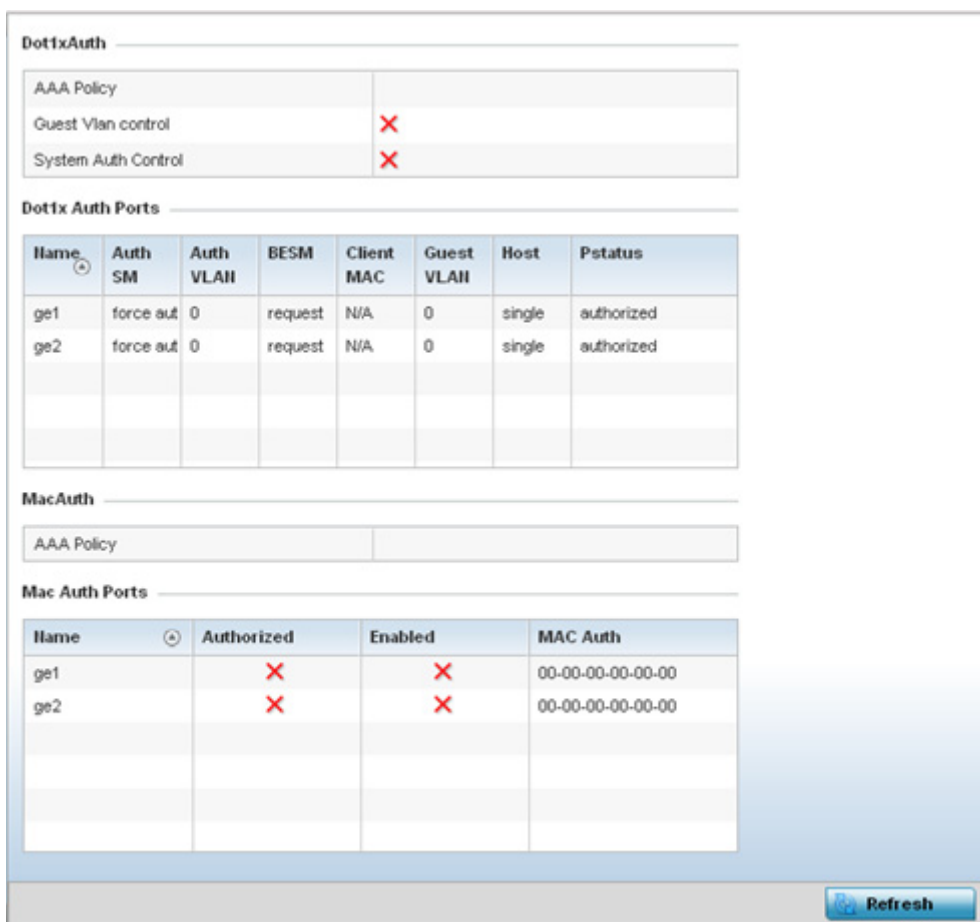 Dot1xAuth
AAA Policy
Guest Vlan control
System Auth Control
Dot1x Auth Ports
Name Auth SM Auth VLAN BESM Client MAC Guest VLAN Host Pstatus
ge1 force aut 0 request N/A 0 single authorized
ge2 force aut 0 request N/A 0 single authorized
MacAuth
AAA Policy
Mac Auth Ports
Name Authorized Enabled MAC Auth
ge1 00-00-00-00-00-00
ge2 00-00-00-00-00-00
Refresh